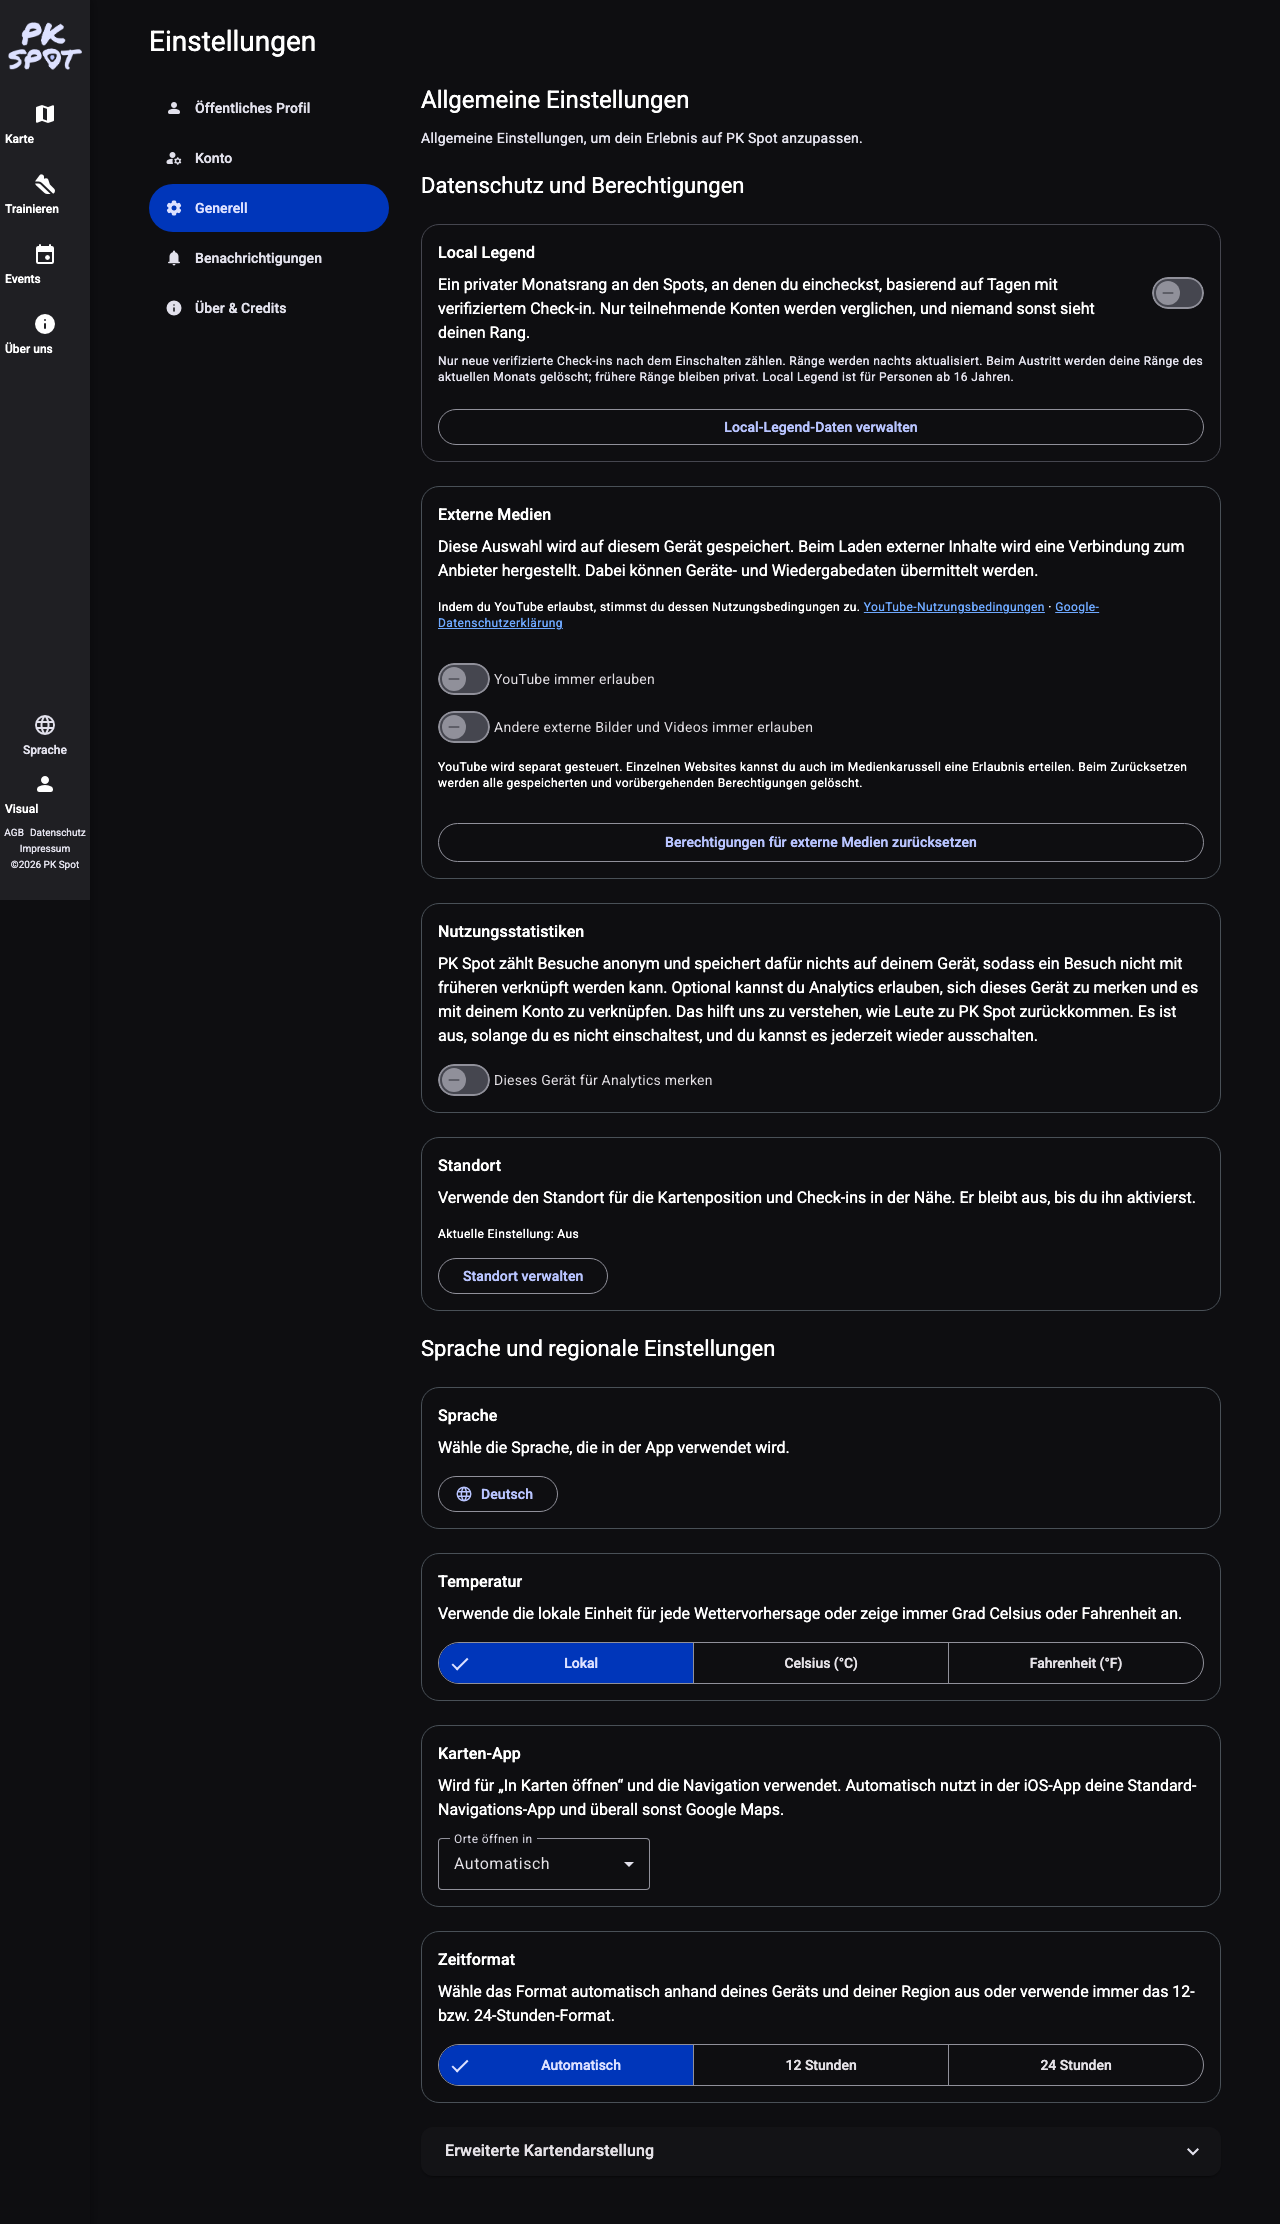 PK
SPOT
Karte
Trainieren
Events
Über uns
Sprache
Visual
AGB Datenschutz
Impressum
©2026 PK Spot
Einstellungen
Öffentliches Profil
Konto
Generell
Benachrichtigungen
Über & Credits
Allgemeine Einstellungen
Allgemeine Einstellungen, um dein Erlebnis auf PK Spot anzupassen.
Datenschutz und Berechtigungen
Local Legend
Ein privater Monatsrang an den Spots, an denen du eincheckst, basierend auf Tagen mit
verifiziertem Check-in. Nur teilnehmende Konten werden verglichen, und niemand sonst sieht
deinen Rang.
Nur neue verifizierte Check-ins nach dem Einschalten zählen. Ränge werden nachts aktualisiert. Beim Austritt werden deine Ränge des
aktuellen Monats gelöscht; frühere Ränge bleiben privat. Local Legend ist für Personen ab 16 Jahren.
Local-Legend-Daten verwalten
Externe Medien
Diese Auswahl wird auf diesem Gerät gespeichert. Beim Laden externer Inhalte wird eine Verbindung zum
Anbieter hergestellt. Dabei können Geräte- und Wiedergabedaten übermittelt werden.
Indem du YouTube erlaubst, stimmst du dessen Nutzungsbedingungen zu. YouTube-Nutzungsbedingungen · Google-
Datenschutzerklärung
YouTube immer erlauben
Andere externe Bilder und Videos immer erlauben
YouTube wird separat gesteuert. Einzelnen Websites kannst du auch im Medienkarussell eine Erlaubnis erteilen. Beim Zurücksetzen
werden alle gespeicherten und vorübergehenden Berechtigungen gelöscht.
Berechtigungen für externe Medien zurücksetzen
Nutzungsstatistiken
PK Spot zählt Besuche anonym und speichert dafür nichts auf deinem Gerät, sodass ein Besuch nicht mit
früheren verknüpft werden kann. Optional kannst du Analytics erlauben, sich dieses Gerät zu merken und es
mit deinem Konto zu verknüpfen. Das hilft uns zu verstehen, wie Leute zu PK Spot zurückkommen. Es ist
aus, solange du es nicht einschaltest, und du kannst es jederzeit wieder ausschalten.
Dieses Gerät für Analytics merken
Standort
Verwende den Standort für die Kartenposition und Check-ins in der Nähe. Er bleibt aus, bis du ihn aktivierst.
Aktuelle Einstellung: Aus
Standort verwalten
Sprache und regionale Einstellungen
Sprache
Wähle die Sprache, die in der App verwendet wird.
Deutsch
Temperatur
Verwende die lokale Einheit für jede Wettervorhersage oder zeige immer Grad Celsius oder Fahrenheit an.
Lokal
Celsius (°C)
Fahrenheit (°F)
Karten-App
Wird für „In Karten öffnen“ und die Navigation verwendet. Automatisch nutzt in der iOS-App deine Standard-
Navigations-App und überall sonst Google Maps.
Orte öffnen in
Automatisch
Zeitformat
Wähle das Format automatisch anhand deines Geräts und deiner Region aus oder verwende immer das 12-
bzw. 24-Stunden-Format.
Automatisch
12 Stunden
24 Stunden
Erweiterte Kartendarstellung